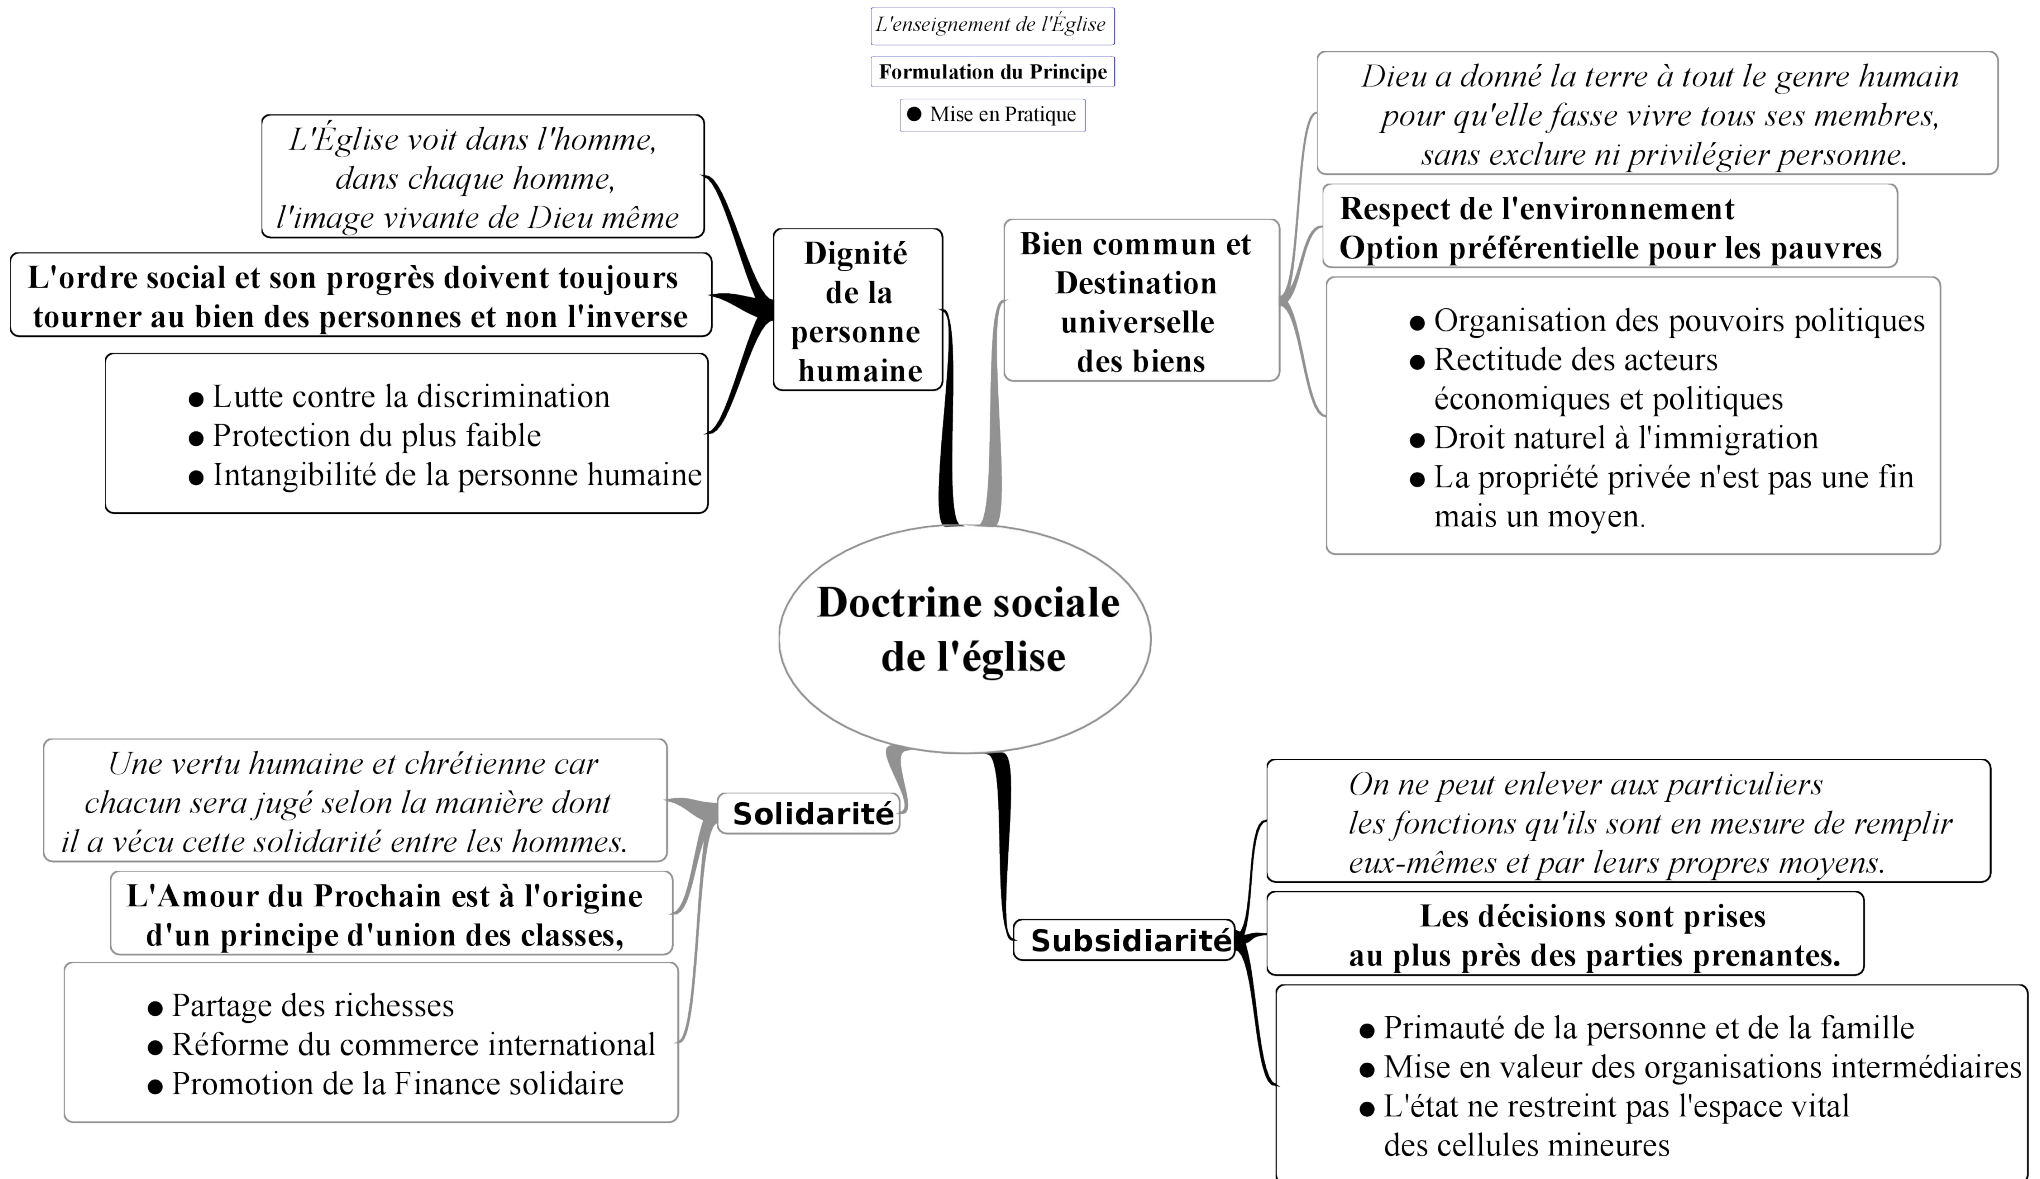 L'enseignement de l'Église
Formulation du Principe
● Mise en Pratique
L'Église voit dans l'homme,
dans chaque homme,
l'image vivante de Dieu même
L'ordre social et son progrès doivent toujours
tourner au bien des personnes et non l'inverse
● Lutte contre la discrimination
● Protection du plus faible
● Intangibilité de la personne humaine
Dignité
de la
personne
humaine
Bien commun et
Destination
universelle
des biens
Dieu a donné la terre à tout le genre humain
pour qu'elle fasse vivre tous ses membres,
sans exclure ni privilégier personne.
Respect de l'environnement
Option préférentielle pour les pauvres
● Organisation des pouvoirs politiques
● Rectitude des acteurs
économiques et politiques
● Droit naturel à l'immigration
● La propriété privée n'est pas une fin
mais un moyen.
Doctrine sociale
de l'église
Une vertu humaine et chrétienne car
chacun sera jugé selon la manière dont
il a vécu cette solidarité entre les hommes.
L'Amour du Prochain est à l'origine
d'un principe d'union des classes,
● Partage des richesses
● Réforme du commerce international
● Promotion de la Finance solidaire
Solidarité
Subsidiarité
On ne peut enlever aux particuliers
les fonctions qu'ils sont en mesure de remplir
eux-mêmes et par leurs propres moyens.
Les décisions sont prises
au plus près des parties prenantes.
● Primauté de la personne et de la famille
● Mise en valeur des organisations intermédiaires
● L'état ne restreint pas l'espace vital
des cellules mineures